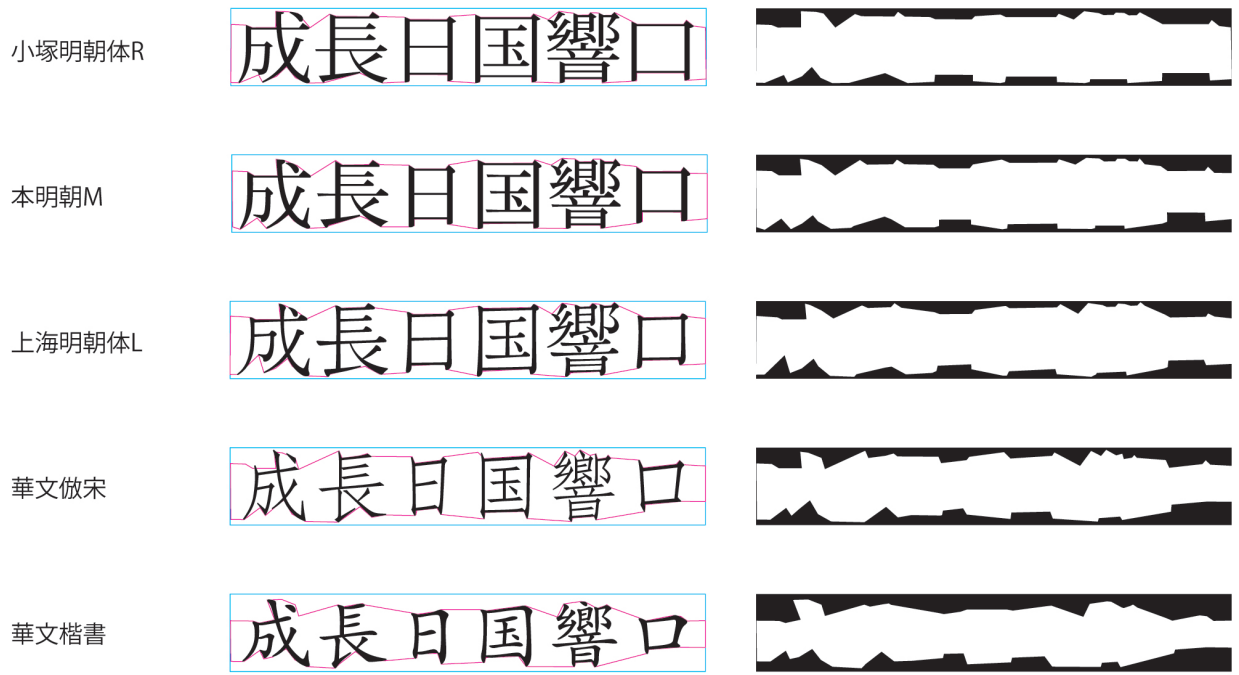 小塚明朝体R 成長日国響口
本明朝M 成長日国響口
上海明朝体L 成長日国響口
華文倣宋 成長日国響口
華文楷書 成長日国響口